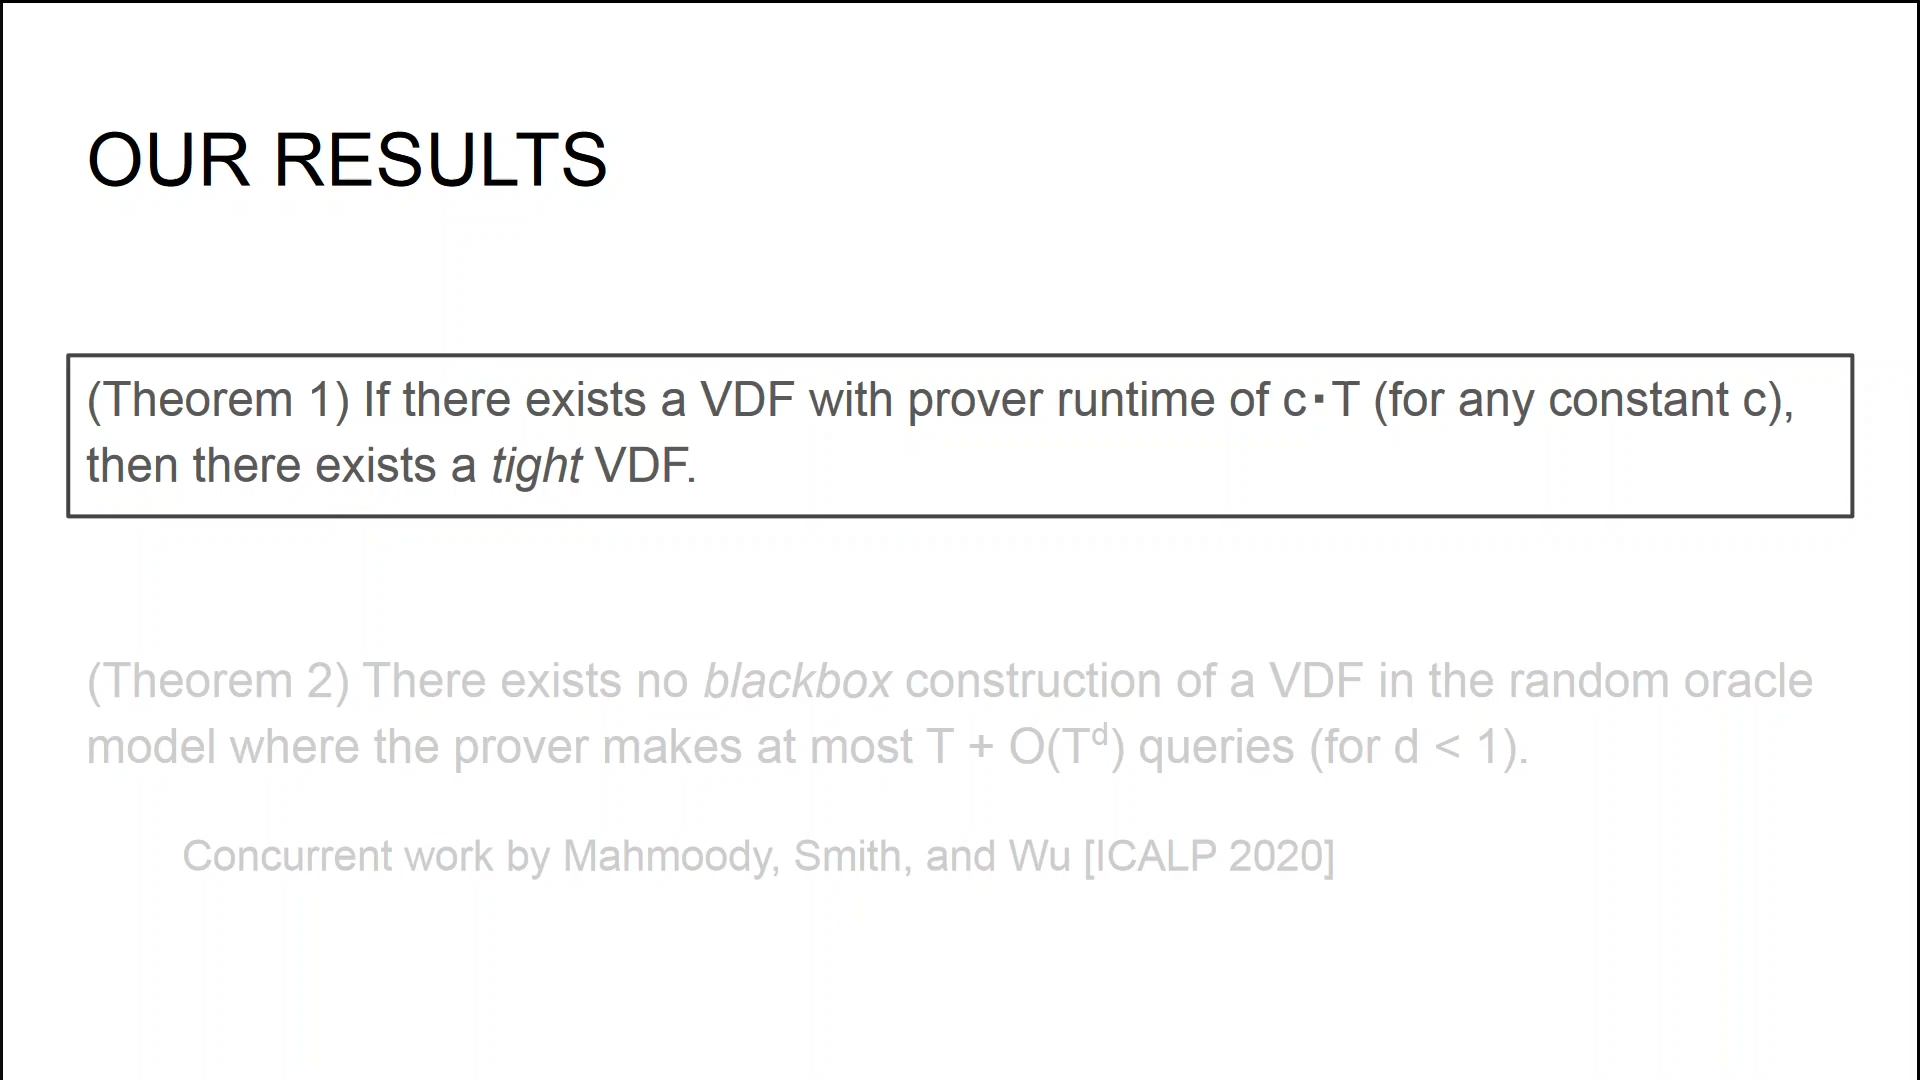 OUR RESULTS
(Theorem 1) If there exists a VDF with prover runtime of c·T (for any constant c),
then there exists a tight VDF.
(Theorem 2) There exists no blackbox construction of a VDF in the random oracle
model where the prover makes at most T + O(Tᵈ) queries (for d < 1).
Concurrent work by Mahmoody, Smith, and Wu [ICALP 2020]